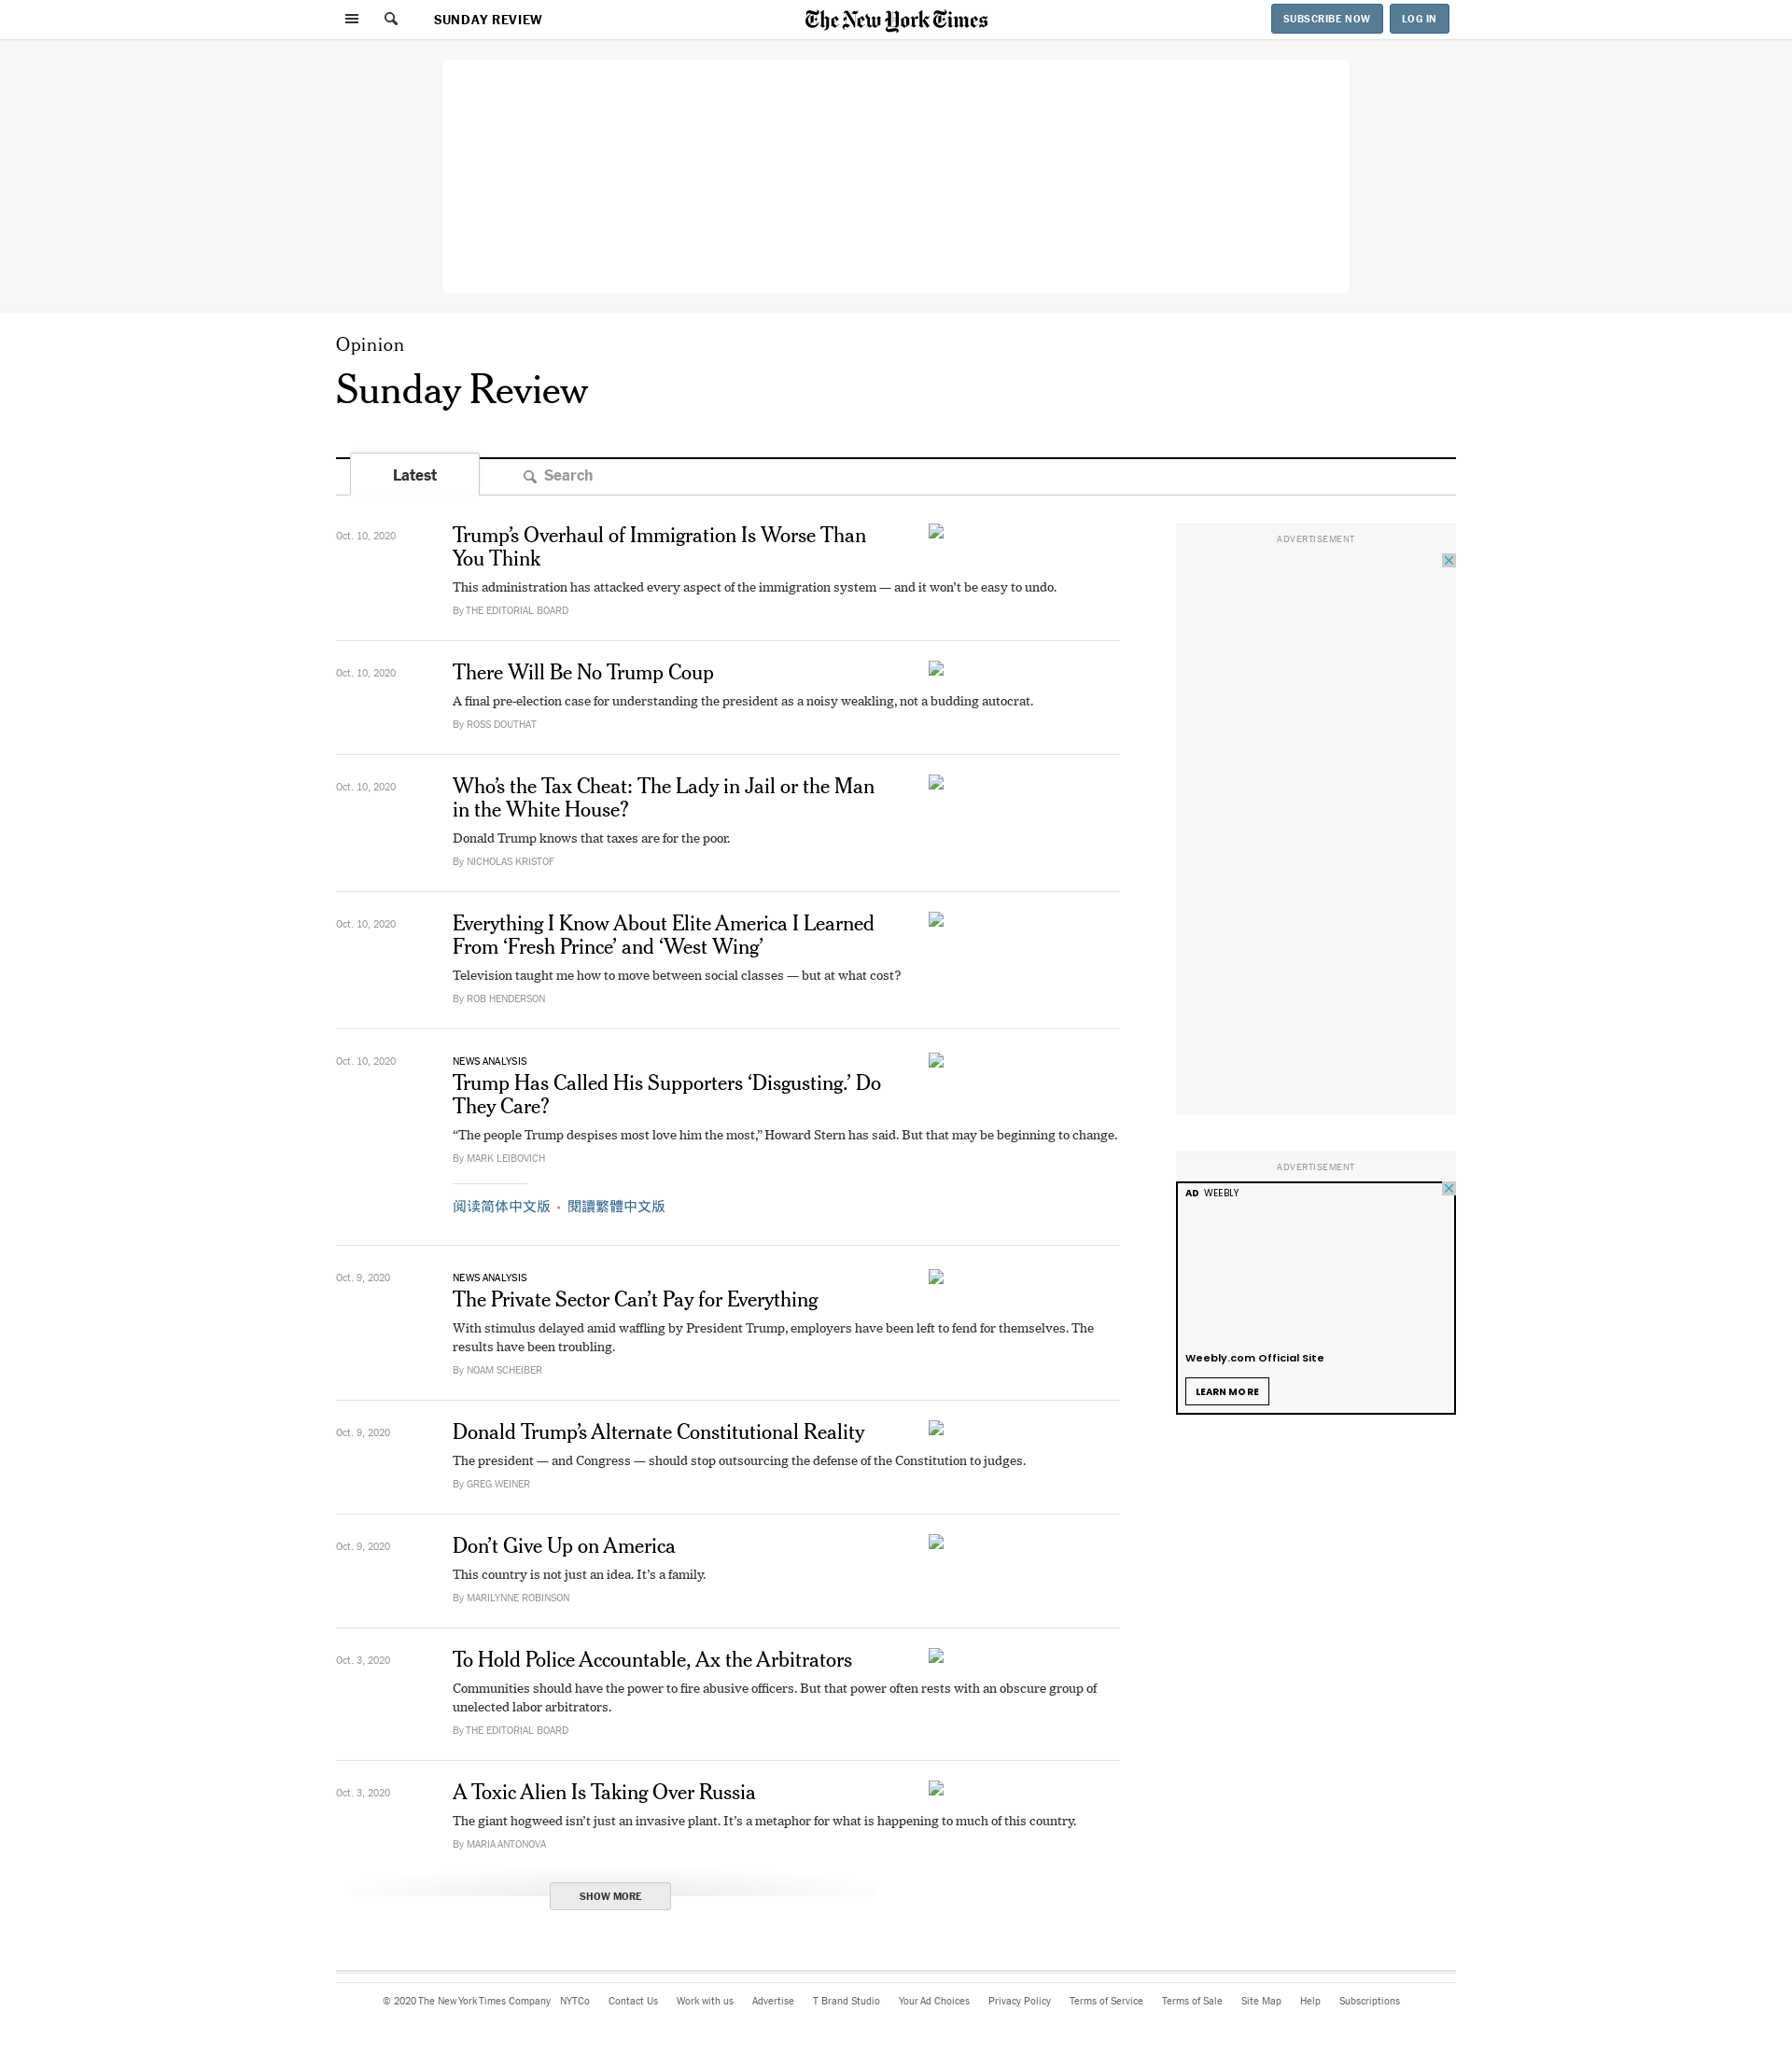 SUNDAY REVIEW
The New York Times
SUBSCRIBE NOW
LOG IN
Opinion
Sunday Review
Latest
Search
Oct. 10, 2020
Trump’s Overhaul of Immigration Is Worse Than
You Think
This administration has attacked every aspect of the immigration system — and it won’t be easy to undo.
By THE EDITORIAL BOARD
Oct. 10, 2020
There Will Be No Trump Coup
A final pre-election case for understanding the president as a noisy weakling, not a budding autocrat.
By ROSS DOUTHAT
Oct. 10, 2020
Who’s the Tax Cheat: The Lady in Jail or the Man
in the White House?
Donald Trump knows that taxes are for the poor.
By NICHOLAS KRISTOF
Oct. 10, 2020
Everything I Know About Elite America I Learned
From ‘Fresh Prince’ and ‘West Wing’
Television taught me how to move between social classes — but at what cost?
By ROB HENDERSON
Oct. 10, 2020
NEWS ANALYSIS
Trump Has Called His Supporters ‘Disgusting.’ Do
They Care?
“The people Trump despises most love him the most,” Howard Stern has said. But that may be beginning to change.
By MARK LEIBOVICH
阅读简体中文版 • 閱讀繁體中文版
Oct. 9, 2020
NEWS ANALYSIS
The Private Sector Can’t Pay for Everything
With stimulus delayed amid waffling by President Trump, employers have been left to fend for themselves. The
results have been troubling.
By NOAM SCHEIBER
Oct. 9, 2020
Donald Trump’s Alternate Constitutional Reality
The president — and Congress — should stop outsourcing the defense of the Constitution to judges.
By GREG WEINER
Oct. 9, 2020
Don’t Give Up on America
This country is not just an idea. It’s a family.
By MARILYNNE ROBINSON
Oct. 3, 2020
To Hold Police Accountable, Ax the Arbitrators
Communities should have the power to fire abusive officers. But that power often rests with an obscure group of
unelected labor arbitrators.
By THE EDITORIAL BOARD
Oct. 3, 2020
A Toxic Alien Is Taking Over Russia
The giant hogweed isn’t just an invasive plant. It’s a metaphor for what is happening to much of this country.
By MARIA ANTONOVA
SHOW MORE
ADVERTISEMENT
ADVERTISEMENT
AD WEEBLY
Weebly.com Official Site
LEARN MORE
© 2020 The New York Times Company NYTCo Contact Us Work with us Advertise T Brand Studio Your Ad Choices Privacy Policy Terms of Service Terms of Sale Site Map Help Subscriptions